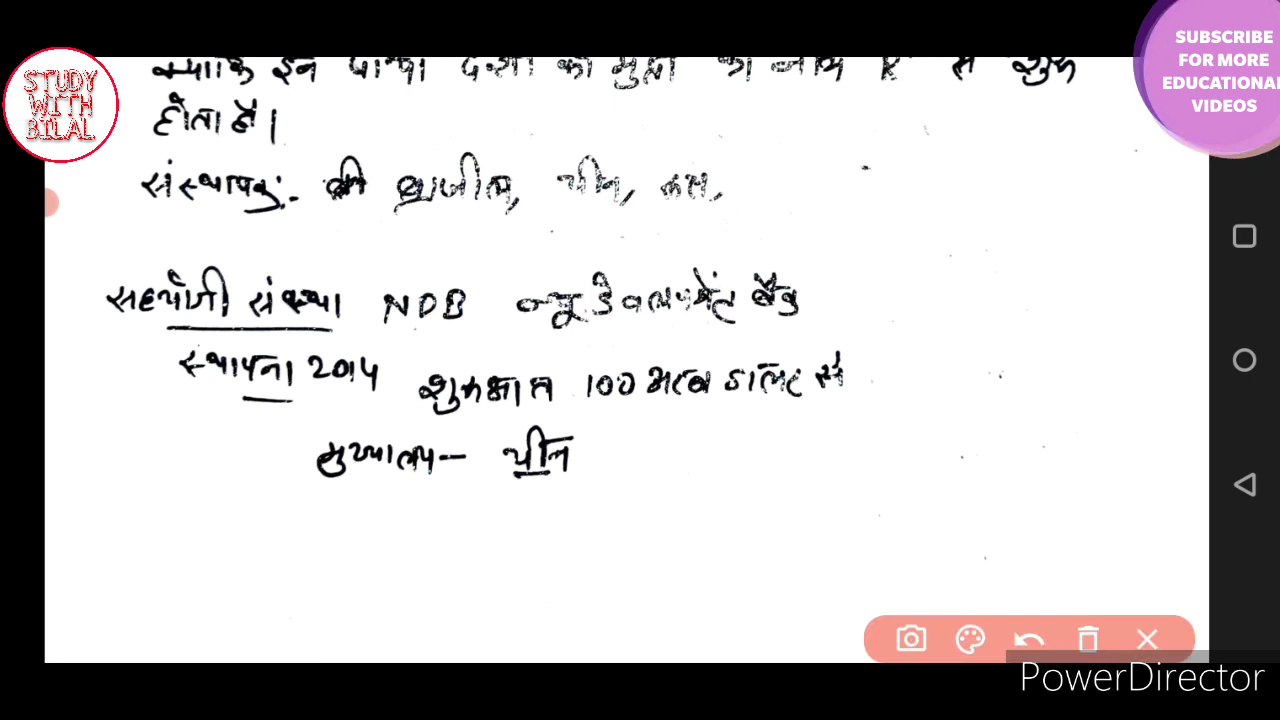 क्योकि इन पान्चो देशो की मुद्रा का नाम R से शुरू
होता है।
संस्थापक:- ब्राजील, चीन, रूस,
सहयोगी संस्था NDB न्यू डेवलपमेंट बैंक
स्थापना 2014 शुरूआत 100 अरब डालर से
मुख्यालय- चीन
STUDY
WITH
BILAL
SUBSCRIBE
FOR MORE
EDUCATIONAL
VIDEOS
PowerDirector